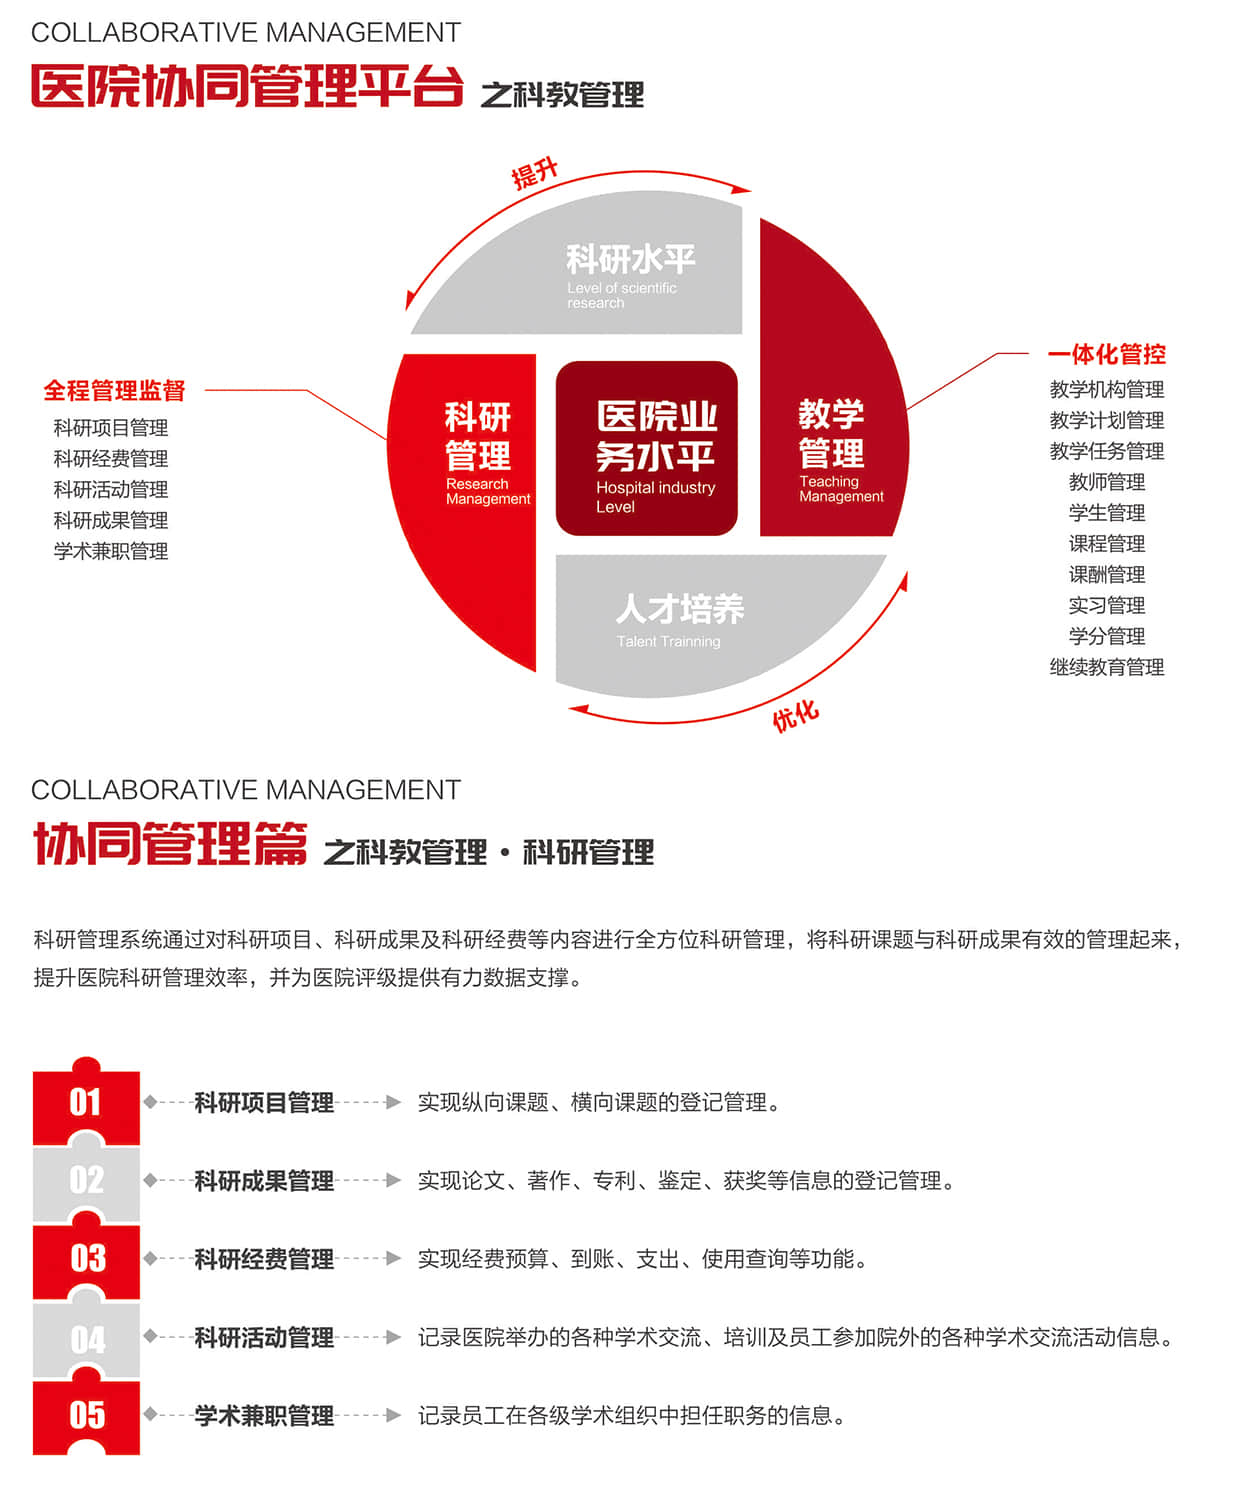 COLLABORATIVE MANAGEMENT
医院协同管理平台 之科教管理
提升
科研水平
Level of scientific
research
全程管理监督
科研项目管理
科研经费管理
科研活动管理
科研成果管理
学术兼职管理
科研
管理
Research
Management
医院业
务水平
Hospital industry
Level
教学
管理
Teaching
Management
一体化管控
教学机构管理
教学计划管理
教学任务管理
教师管理
学生管理
课程管理
课酬管理
实习管理
学分管理
继续教育管理
人才培养
Talent Trainning
优化
COLLABORATIVE MANAGEMENT
协同管理篇 之科教管理·科研管理
科研管理系统通过对科研项目、科研成果及科研经费等内容进行全方位科研管理，将科研课题与科研成果有效的管理起来，
提升医院科研管理效率，并为医院评级提供有力数据支撑。
01 科研项目管理 实现纵向课题、横向课题的登记管理。
02 科研成果管理 实现论文、著作、专利、鉴定、获奖等信息的登记管理。
03 科研经费管理 实现经费预算、到账、支出、使用查询等功能。
04 科研活动管理 记录医院举办的各种学术交流、培训及员工参加院外的各种学术交流活动信息。
05 学术兼职管理 记录员工在各级学术组织中担任职务的信息。